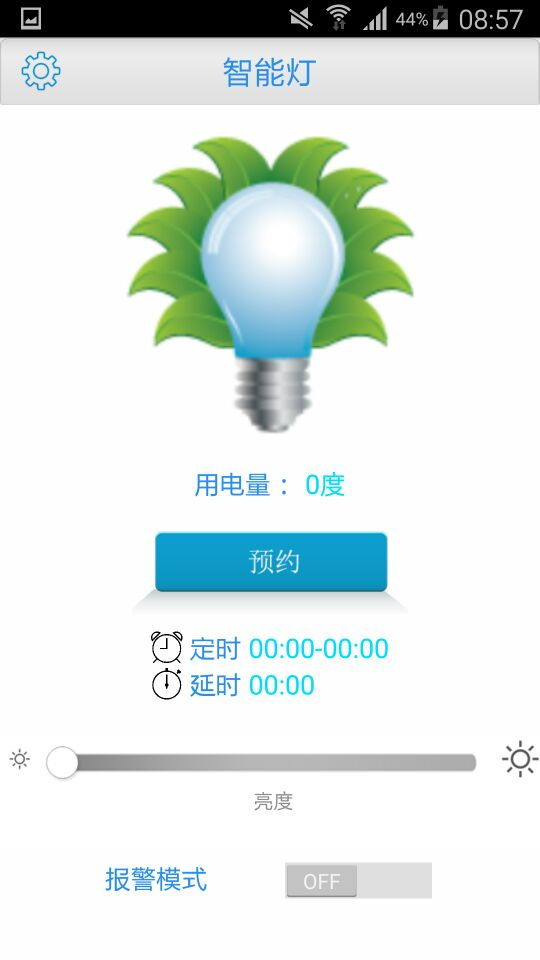 44% 08:57
智能灯
用电量： 0度
预约
定时 00:00-00:00
延时 00:00
亮度
报警模式 OFF